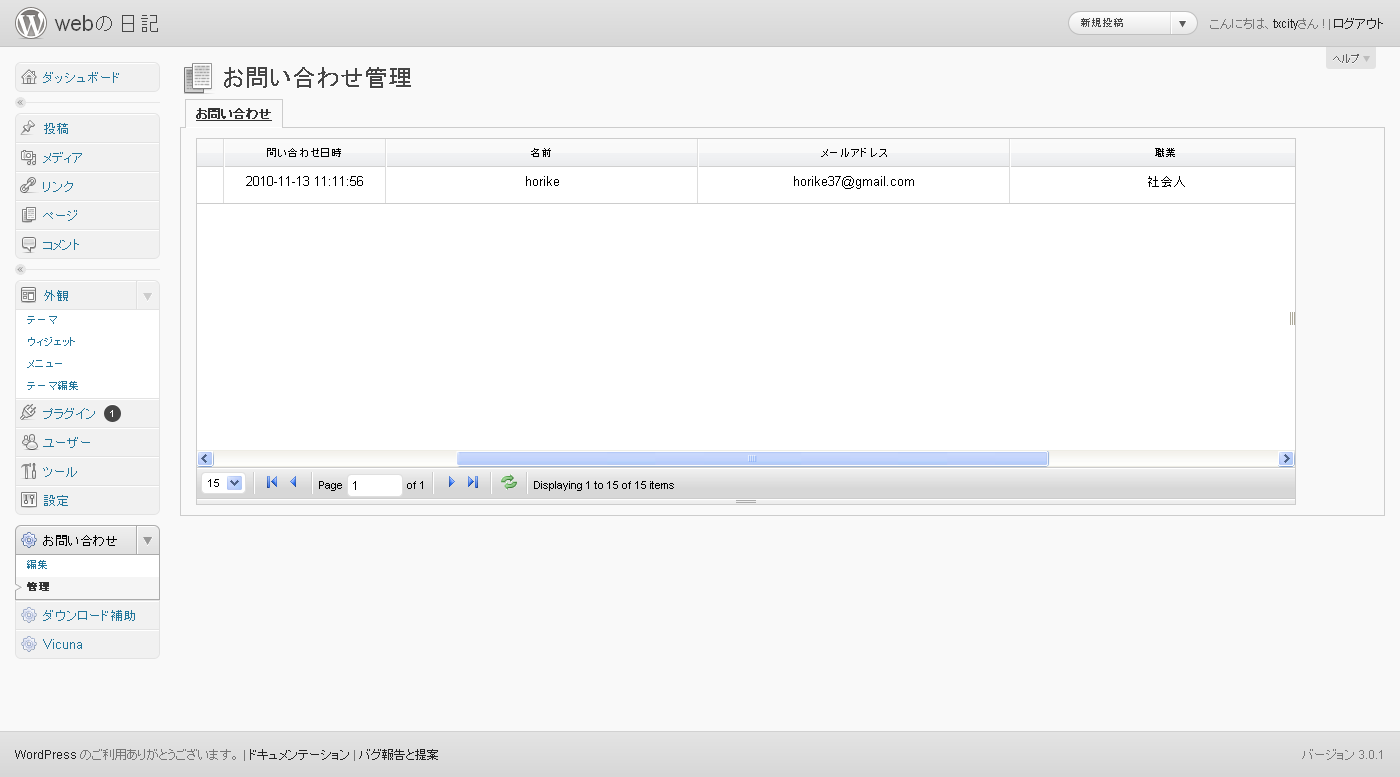 webの 日記
新規投稿
こんにちは、txcityさん ! | ログアウト
ヘルプ
ダッシュボード
投稿
メディア
リンク
ページ
コメント
外観
テーマ
ウィジェット
メニュー
テーマ編集
プラグイン 1
ユーザー
ツール
設定
お問い合わせ
編集
管理
ダウンロード補助
Vicuna
お問い合わせ管理
お問い合わせ
問い合わせ日時 名前 メールアドレス 職業
2010-11-13 11:11:56 horike horike37@gmail.com 社会人
15 Page 1 of 1 Displaying 1 to 15 of 15 items
WordPress のご利用ありがとうございます。 | ドキュメンテーション | バグ報告と提案
バージョン 3.0.1